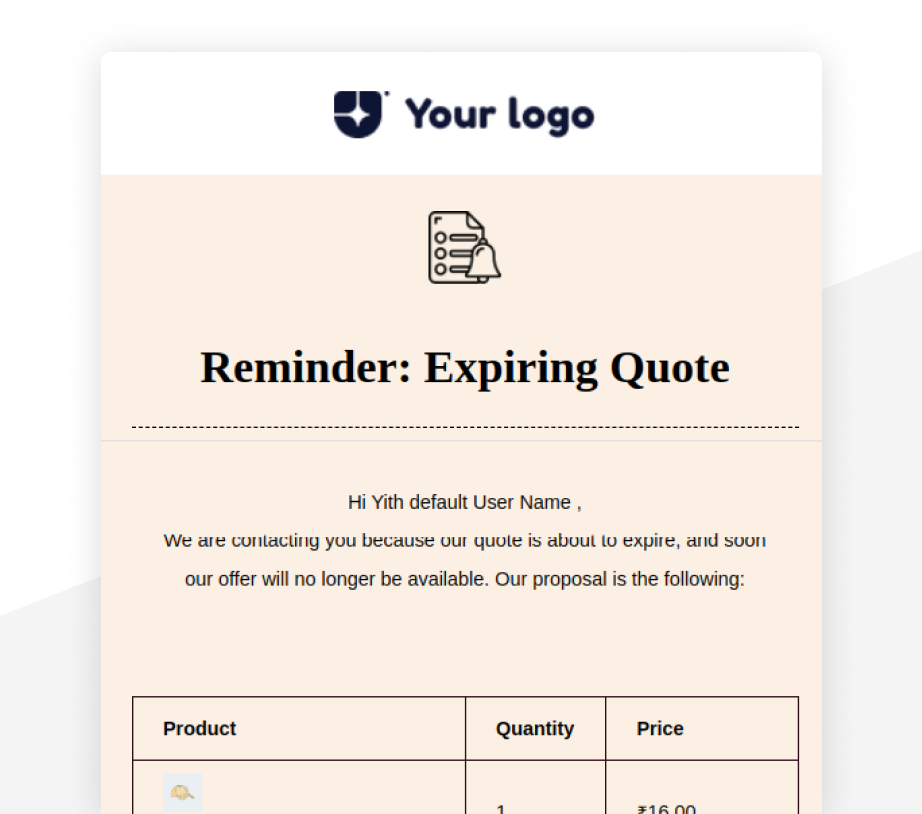 Your logo
Reminder: Expiring Quote
Hi Yith default User Name ,
We are contacting you because our quote is about to expire, and soon
our offer will no longer be available. Our proposal is the following:
Product Quantity Price
1 ₹16.00